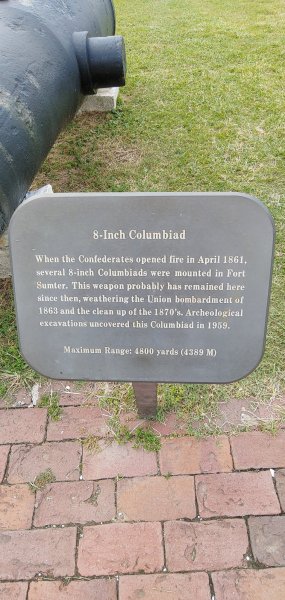 8-Inch Columbiad
When the Confederates opened fire in April 1861,
several 8-inch Columbiads were mounted in Fort
Sumter. This weapon probably has remained here
since then, weathering the Union bombardment of
1863 and the clean up of the 1870's. Archeological
excavations uncovered this Columbiad in 1959.
Maximum Range: 4800 yards (4389 M)